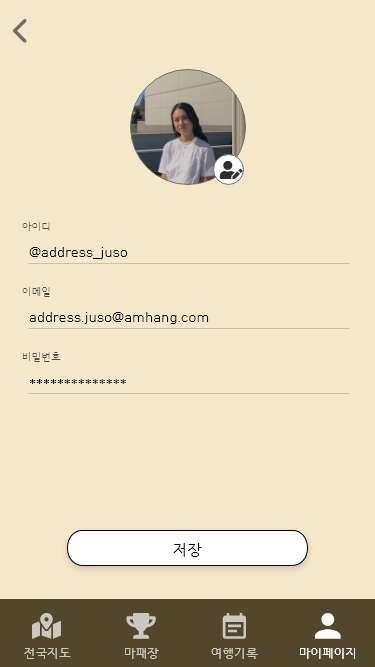 아이디
@address_juso
이메일
address.juso@amhang.com
비밀번호
**************
저장
전국지도
마패장
여행기록
마이페이지